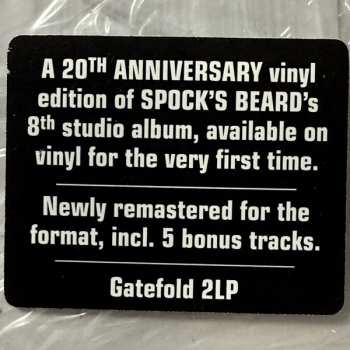 A 20TH ANNIVERSARY vinyl
edition of SPOCK'S BEARD's
8th studio album, available on
vinyl for the very first time.
Newly remastered for the
format, incl. 5 bonus tracks.
Gatefold 2LP